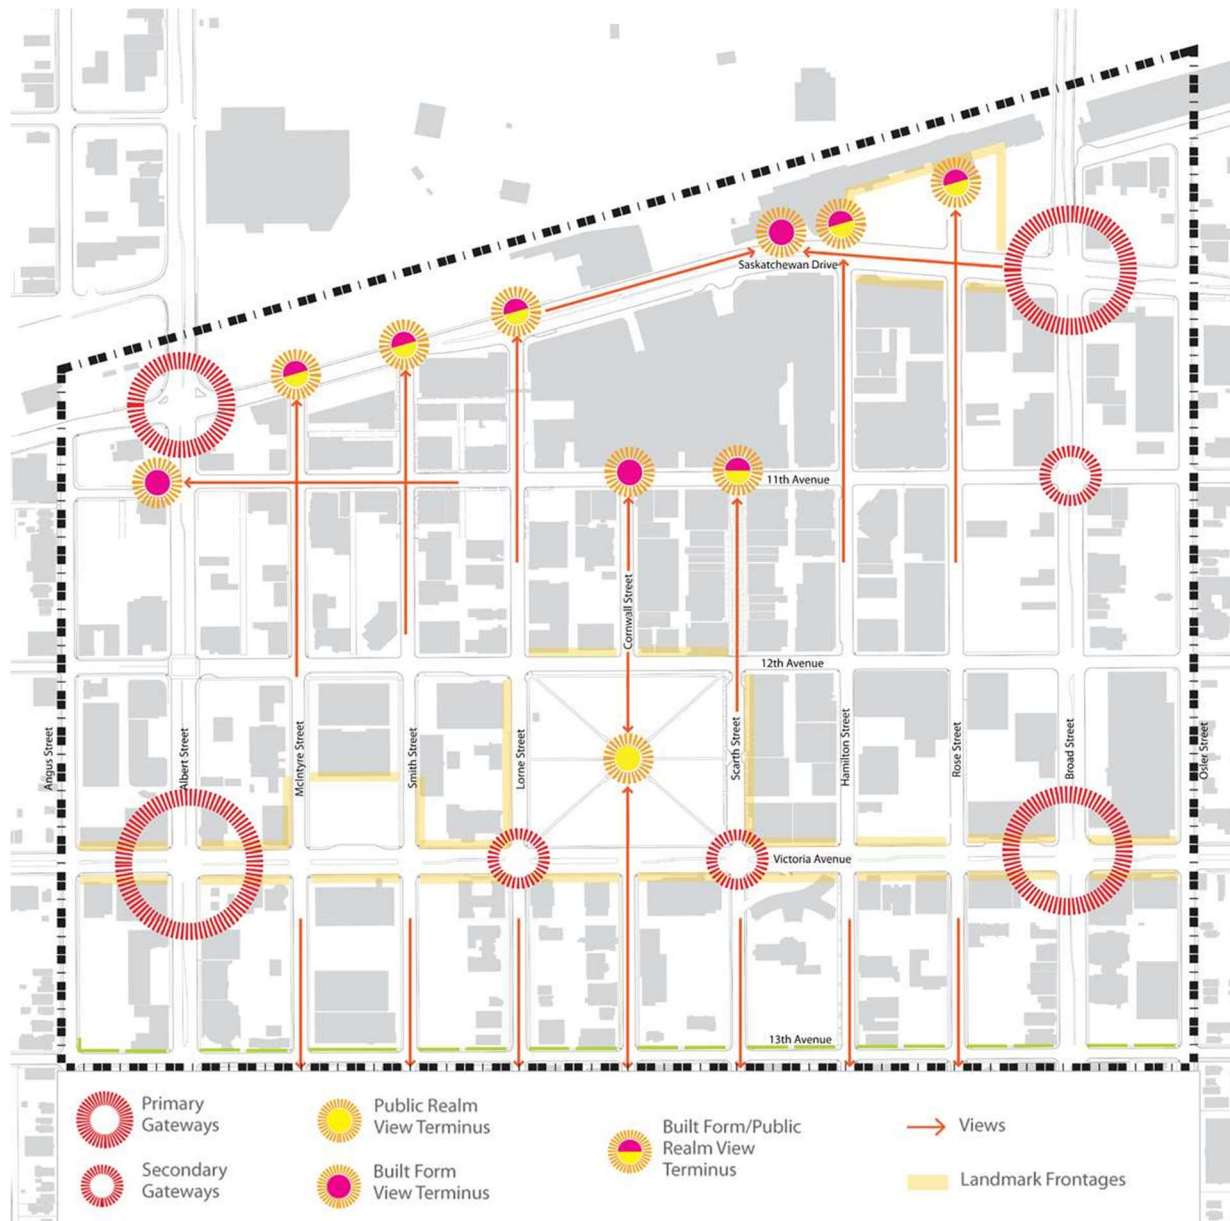 Saskatchewan Drive
11th Avenue
Cornwall Street
12th Avenue
Angus Street
Albert Street
McIntyre Street
Smith Street
Lorne Street
Scarth Street
Hamilton Street
Rose Street
Broad Street
Osler Street
Victoria Avenue
13th Avenue
Primary
Gateways
Secondary
Gateways
Public Realm
View Terminus
Built Form
View Terminus
Built Form/Public
Realm View
Terminus
Views
Landmark Frontages